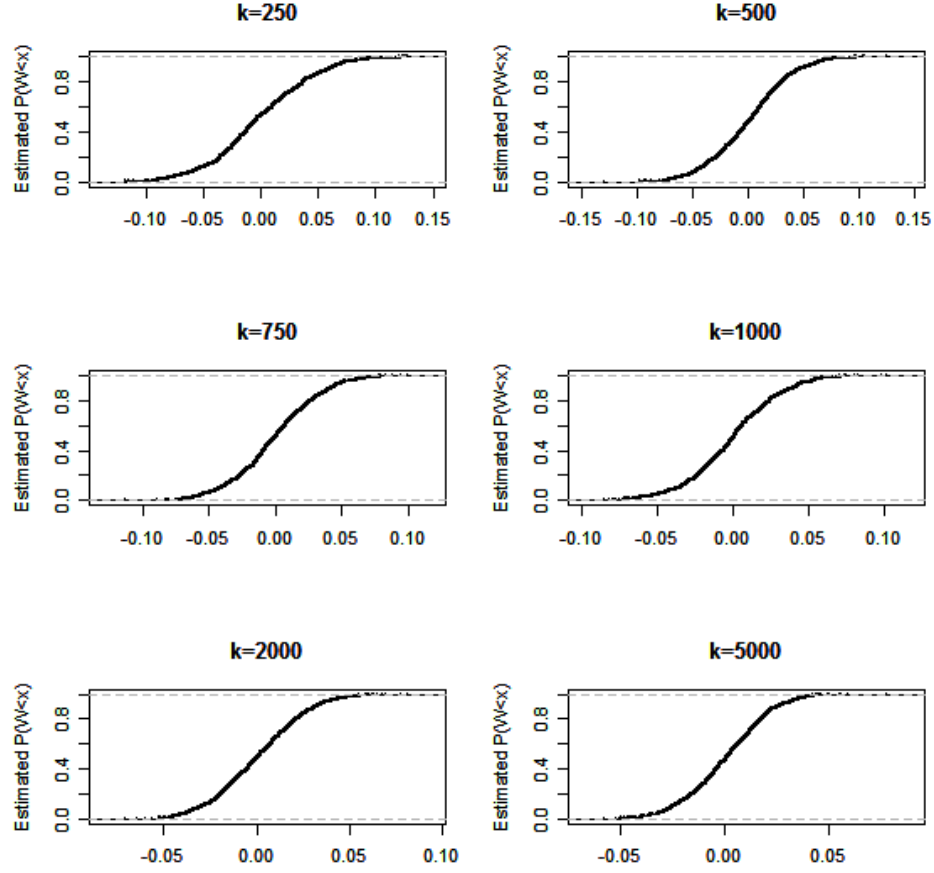 k=250
Estimated P(W<x)
0.0 0.4 0.8
-0.10 -0.05 0.00 0.05 0.10 0.15
k=500
Estimated P(W<x)
0.0 0.4 0.8
-0.15 -0.10 -0.05 0.00 0.05 0.10 0.15
k=750
Estimated P(W<x)
0.0 0.4 0.8
-0.10 -0.05 0.00 0.05 0.10
k=1000
Estimated P(W<x)
0.0 0.4 0.8
-0.10 -0.05 0.00 0.05 0.10
k=2000
Estimated P(W<x)
0.0 0.4 0.8
-0.05 0.00 0.05 0.10
k=5000
Estimated P(W<x)
0.0 0.4 0.8
-0.05 0.00 0.05